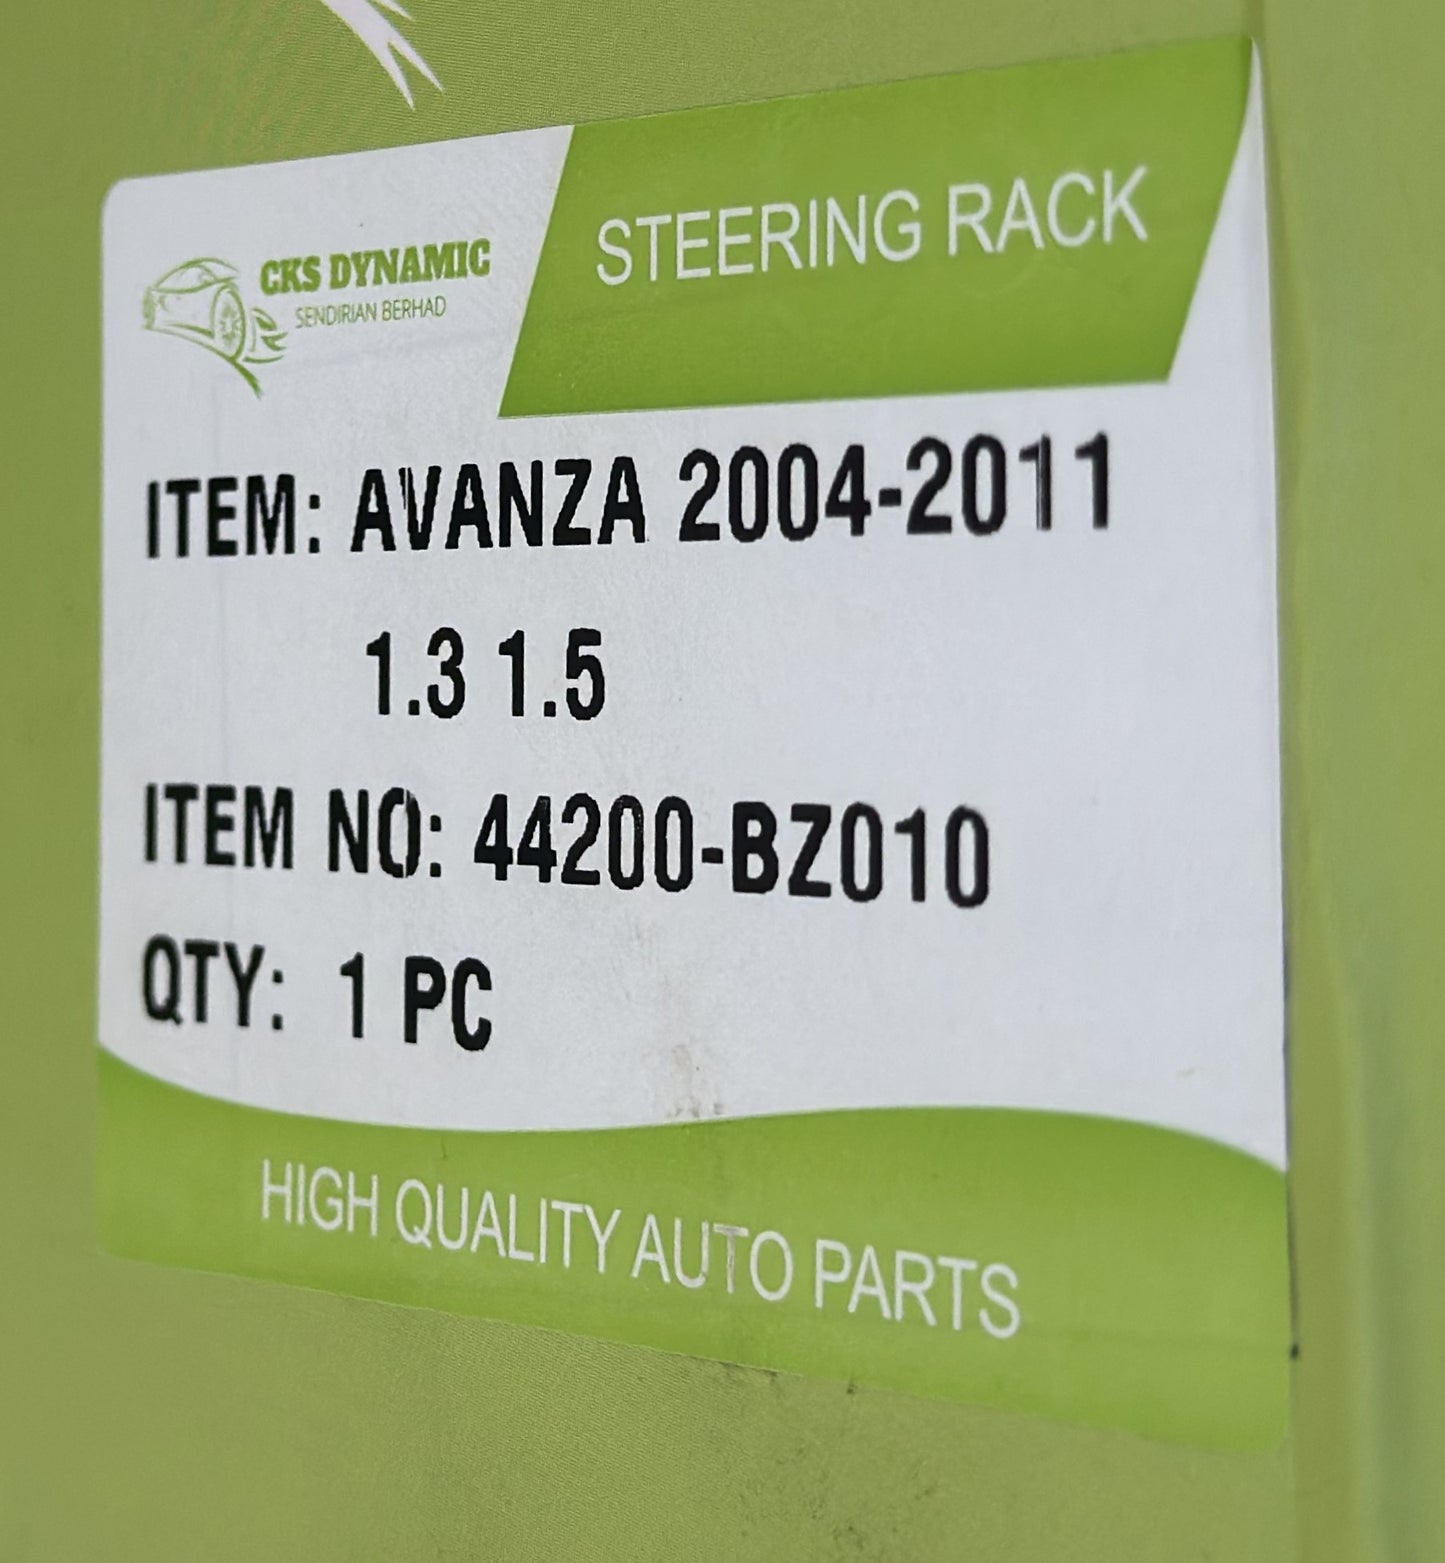 CKS DYNAMIC
SENDIRIAN BERHAD
STEERING RACK
ITEM: AVANZA 2004-2011
1.3 1.5
ITEM NO: 44200-BZ010
QTY: 1 PC
HIGH QUALITY AUTO PARTS